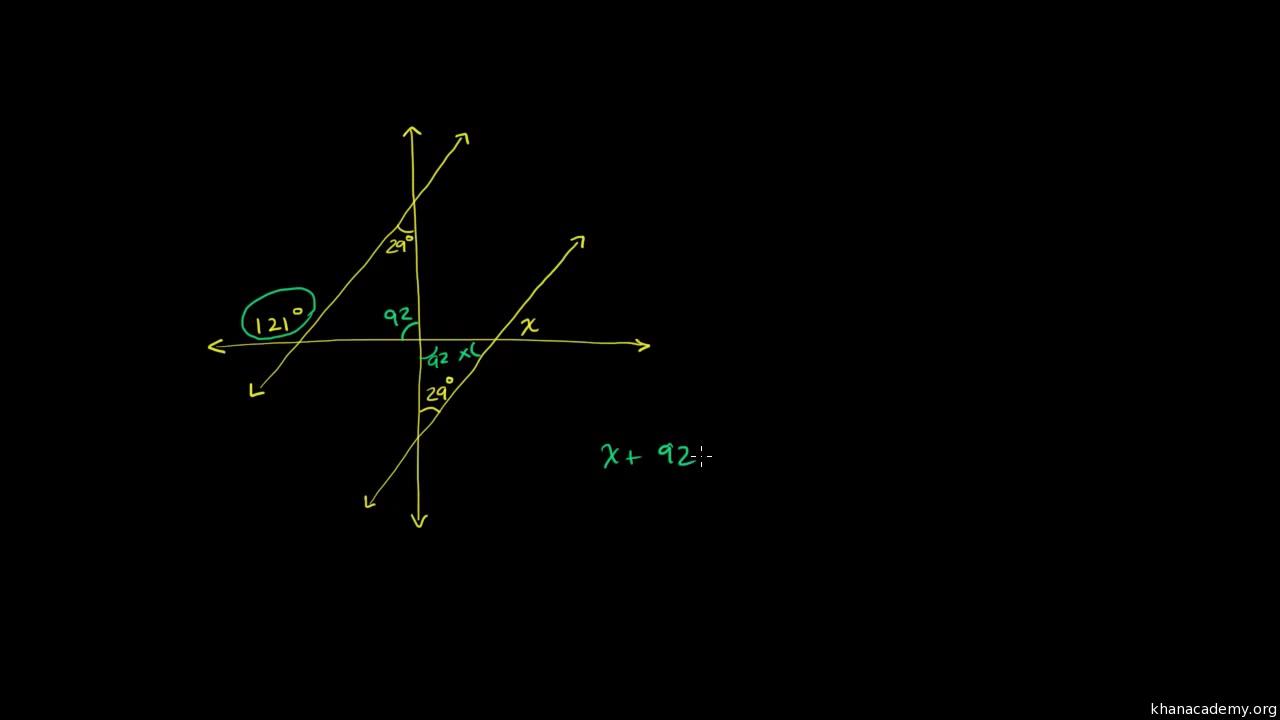 29°
121°
92
x
92 x
29°
x + 92
khanacademy.org